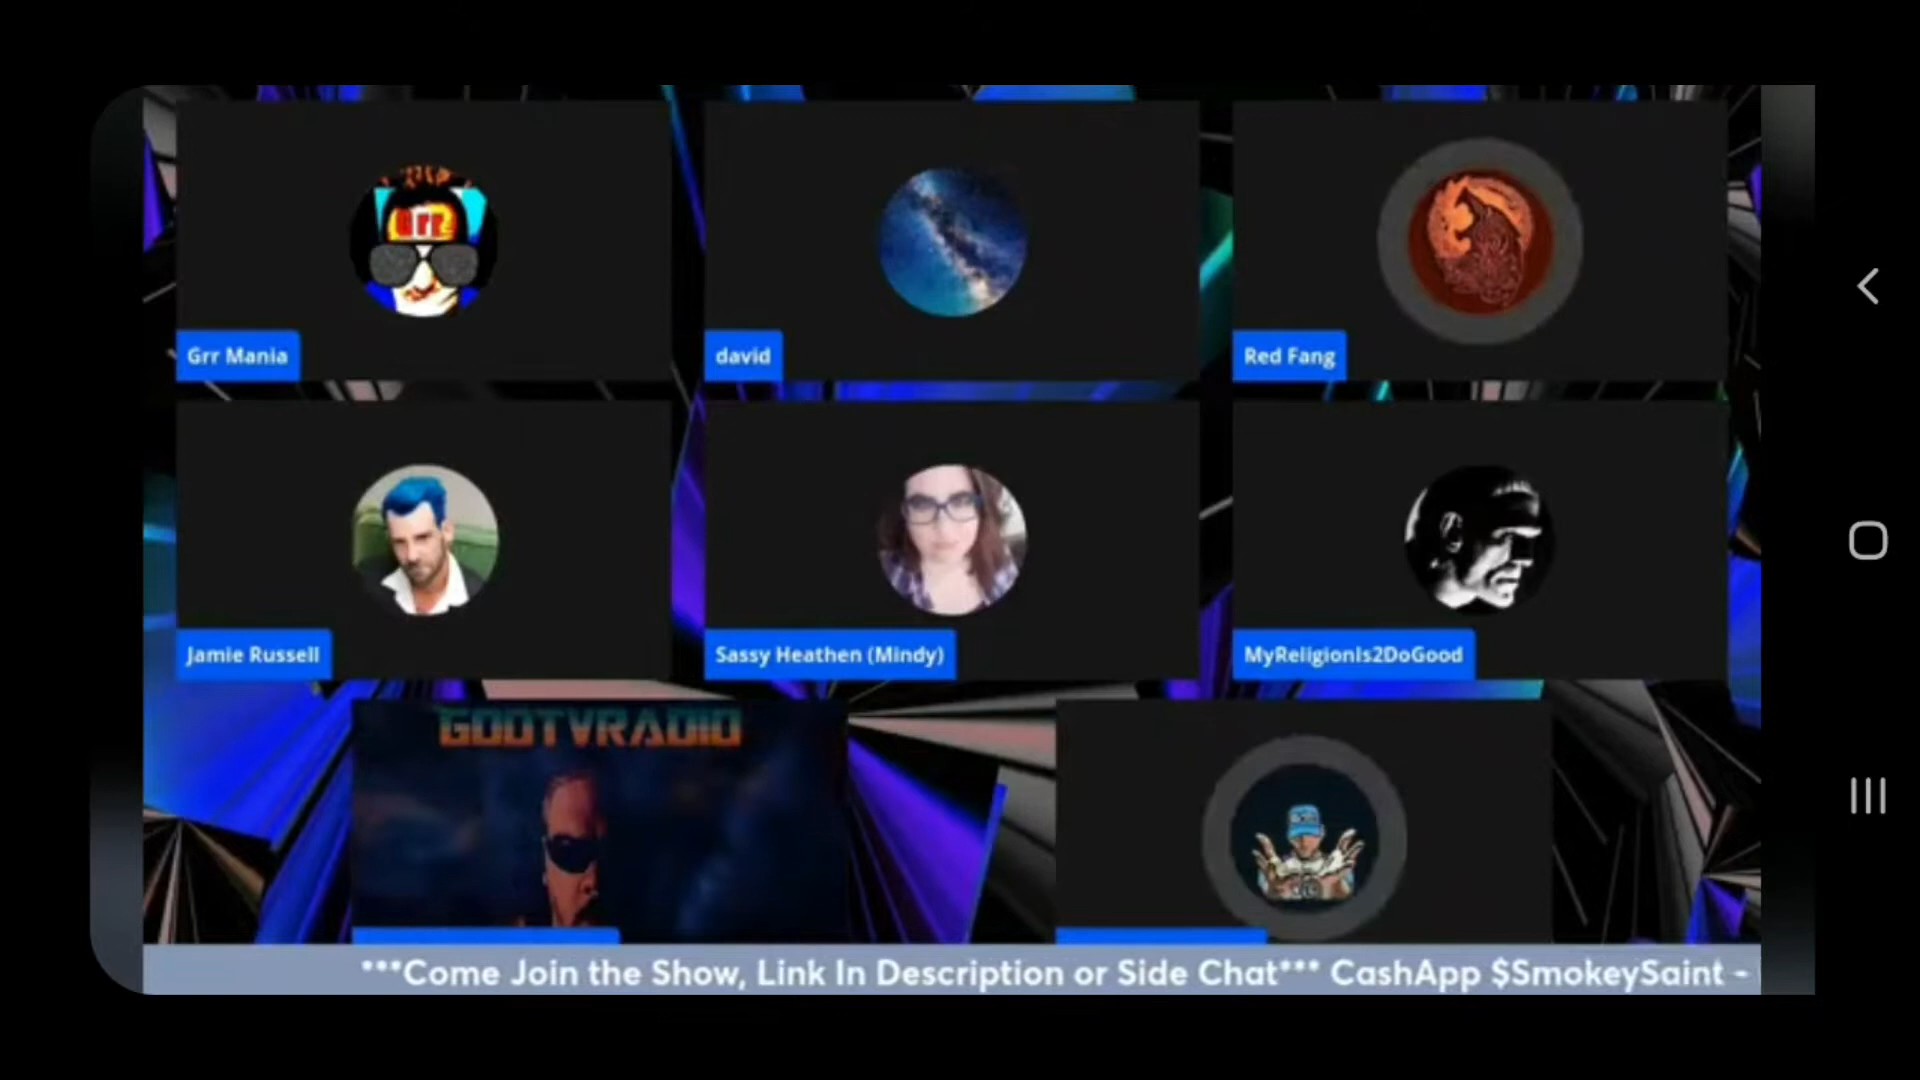 Grr
Grr Mania
david
Red Fang
Jamie Russell
Sassy Heathen (Mindy)
MyReligionIs2DoGood
GODTVRADIO
***Come Join the Show, Link In Description or Side Chat*** CashApp $SmokeySaint -